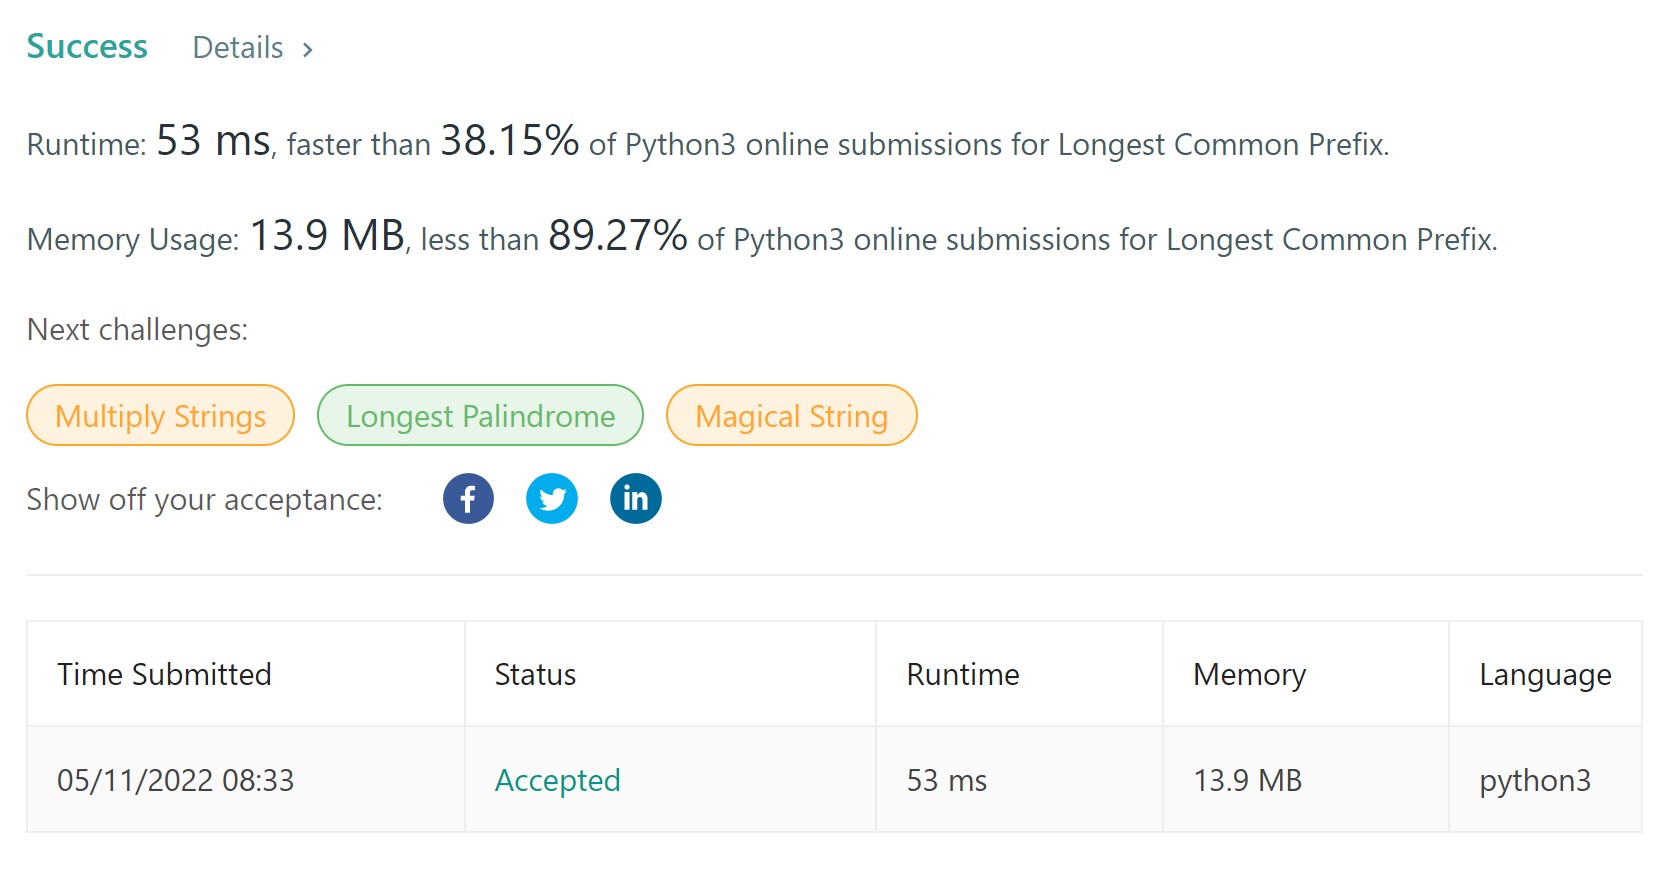 Success Details >
Runtime: 53 ms, faster than 38.15% of Python3 online submissions for Longest Common Prefix.
Memory Usage: 13.9 MB, less than 89.27% of Python3 online submissions for Longest Common Prefix.
Next challenges:
Multiply Strings Longest Palindrome Magical String
Show off your acceptance: f in
Time Submitted Status Runtime Memory Language
05/11/2022 08:33 Accepted 53 ms 13.9 MB python3